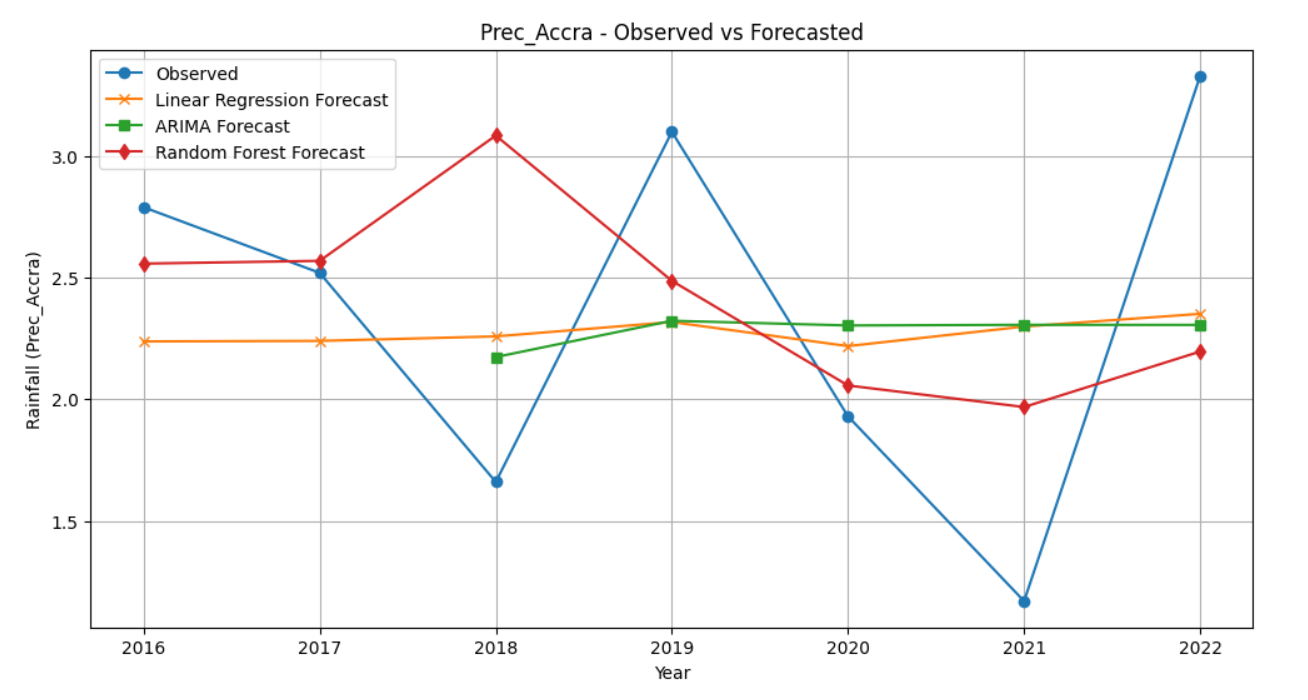 Prec_Accra - Observed vs Forecasted
Observed
Linear Regression Forecast
ARIMA Forecast
Random Forest Forecast
Rainfall (Prec_Accra)
3.0
2.5
2.0
1.5
2016 2017 2018 2019 2020 2021 2022
Year